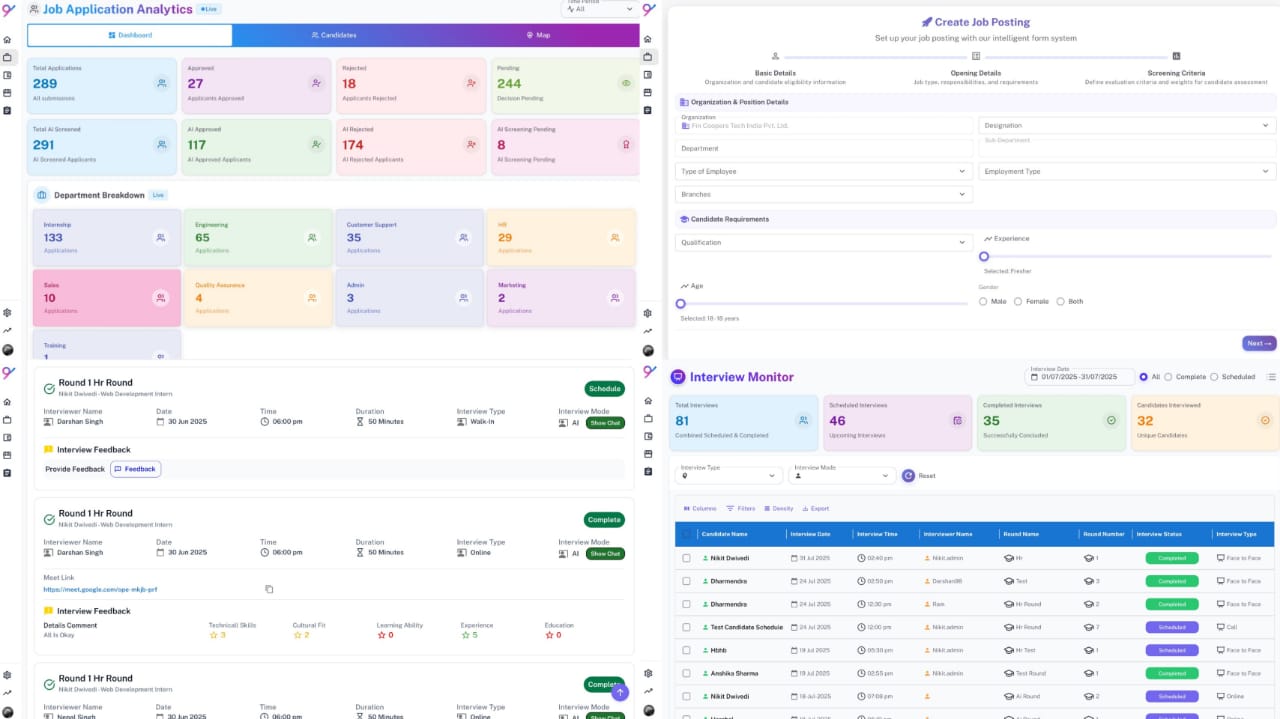 Job Application Analytics
Live
Time Period
All
Dashboard
Candidates
Map
Total Applications
289
All submissions
Approved
27
Applicants Approved
Rejected
18
Applicants Rejected
Pending
244
Decision Pending
Total AI Screened
291
AI Screened Applicants
AI Approved
117
AI Approved Applicants
AI Rejected
174
AI Rejected Applicants
AI Screening Pending
8
AI Screening Pending
Department Breakdown
Live
Internship
133
Applications
Engineering
65
Applications
Customer Support
35
Applications
HR
29
Applications
Sales
10
Applications
Quality Assurance
4
Applications
Admin
3
Applications
Marketing
2
Applications
Training
1
Create Job Posting
Set up your job posting with our intelligent form system
Basic Details
Organization and candidate eligibility information
Opening Details
Job type, responsibilities, and requirements
Screening Criteria
Define evaluation criteria and weights for candidate assessment
Organization & Position Details
Organization
Fin Coopers Tech India Pvt. Ltd.
Designation
Department
Sub Department
Type of Employee
Employment Type
Branches
Candidate Requirements
Qualification
Experience
Selected: Fresher
Age
Selected: 18-18 years
Gender
Male
Female
Both
Next →
Round 1 Hr Round
Nikit Dwivedi - Web Development Intern
Schedule
Interviewer Name
Darshan Singh
Date
30 Jun 2025
Time
06:00 pm
Duration
50 Minutes
Interview Type
Walk-In
Interview Mode
AI
Show Chat
Interview Feedback
Provide Feedback
Feedback
Round 1 Hr Round
Nikit Dwivedi - Web Development Intern
Complete
Interviewer Name
Darshan Singh
Date
30 Jun 2025
Time
06:00 pm
Duration
50 Minutes
Interview Type
Online
Interview Mode
AI
Show Chat
Meet Link
https://meet.google.com/ope-mkjb-prf
Interview Feedback
Details Comment
All Is Okay
Technicall Skills
3
Cultural Fit
2
Learning Ability
0
Experience
5
Education
0
Round 1 Hr Round
Nikit Dwivedi - Web Development Intern
Complete
Interviewer Name
Nepal Singh
Date
30 Jun 2025
Time
06:00 pm
Duration
50 Minutes
Interview Type
Online
Interview Mode
AI
Show Chat
Interview Monitor
Interview Date
01/07/2025 - 31/07/2025
All
Complete
Scheduled
Total Interviews
81
Combined Scheduled & Completed
Scheduled Interviews
46
Upcoming Interviews
Completed Interviews
35
Successfully Concluded
Candidates Interviewed
32
Unique Candidates
Interview Type
Interview Mode
Reset
Columns
Filters
Density
Export
Candidate Name Interview Date Interview Time Interviewer Name Round Name Round Number Interview Status Interview Type
Nikit Dwivedi 31 Jul 2025 02:40 pm Nikit.admin Hr 1 Completed Face to Face
Dharmendra 24 Jul 2025 02:50 pm Darshan98 Test 3 Completed Face to Face
Dharmendra 24 Jul 2025 12:30 pm Ram Hr Round 2 Completed Face to Face
Test Candidate Schedule 24 Jul 2025 12:00 pm Nikit.admin Hr Round 7 Scheduled Call
Hbhb 19 Jul 2025 05:30 pm Nikit.admin Hr Test 1 Scheduled Face to Face
Anshika Sharma 19 Jul 2025 02:55 pm Nikit.admin Test Round 1 Completed Face to Face
Nikit Dwivedi 18 Jul 2025 07:08 pm AI Round 2 Scheduled Online